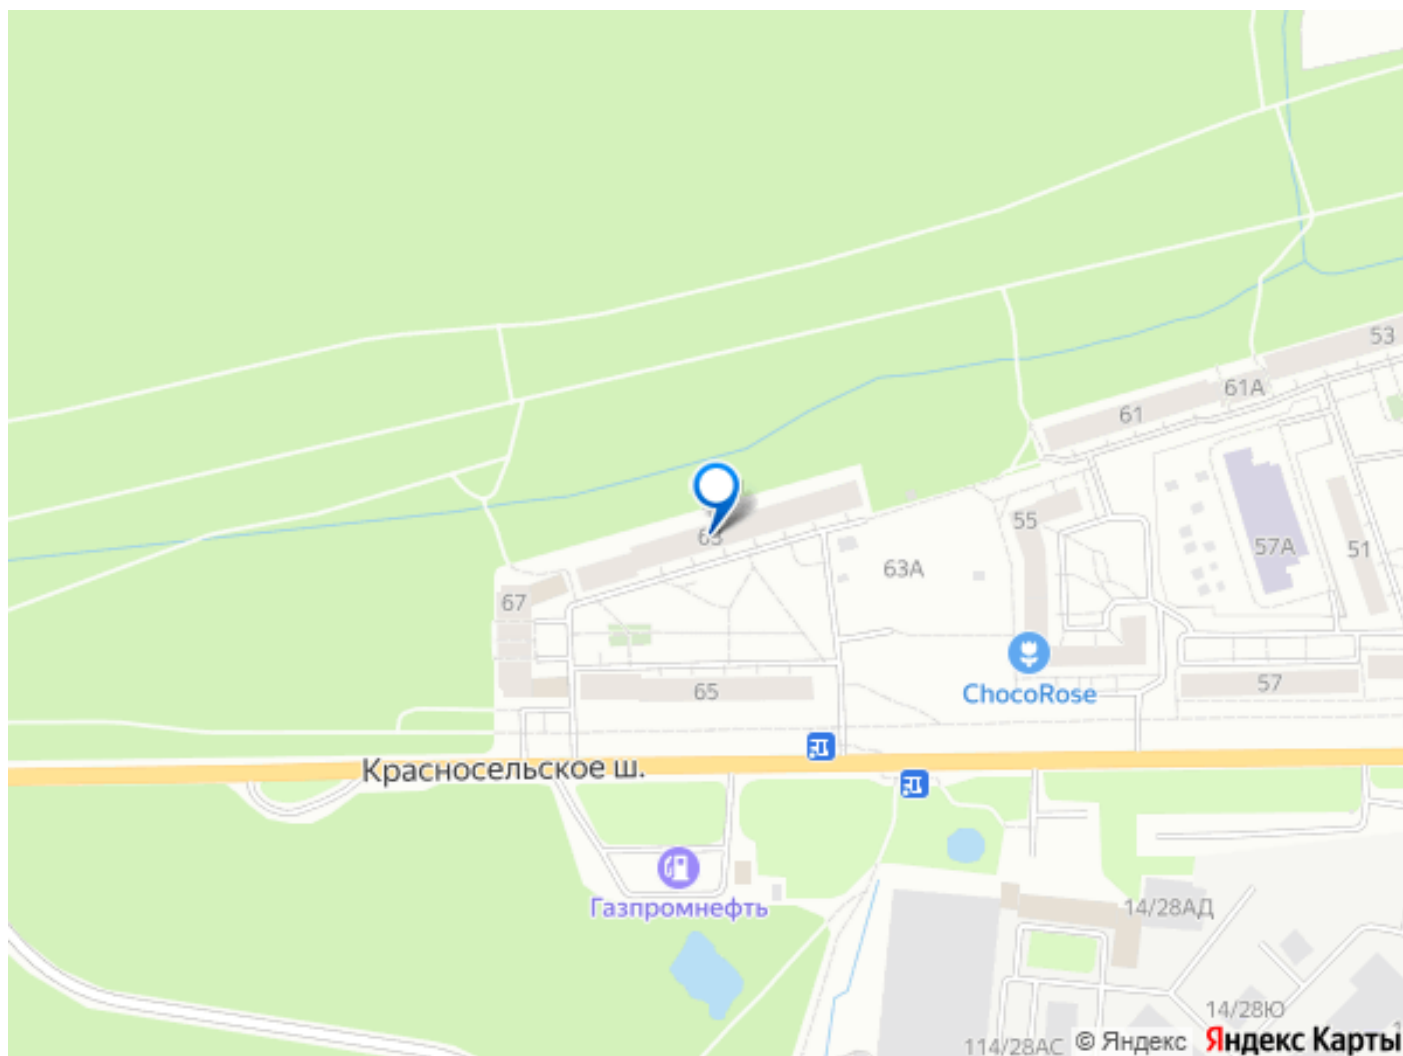 53
61А
61
55
57А
51
63
63А
67
65
57
ChocoRose
Красносельское ш.
Газпромнефть
14/28АД
14/28Ю
114/28АС
© Яндекс
Яндекс Карты